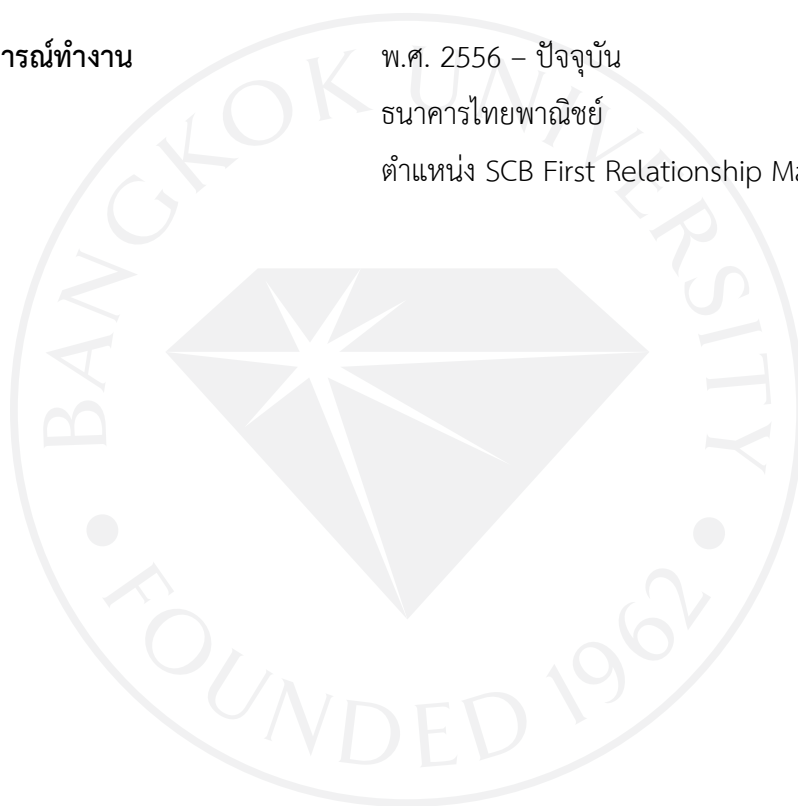 ารณ์ทำงาน พ.ศ. 2556 – ปัจจุบัน
ธนาคารไทยพาณิชย์
ตำแหน่ง SCB First Relationship
BANGKOK UNIVERSITY
FOUNDED 1962